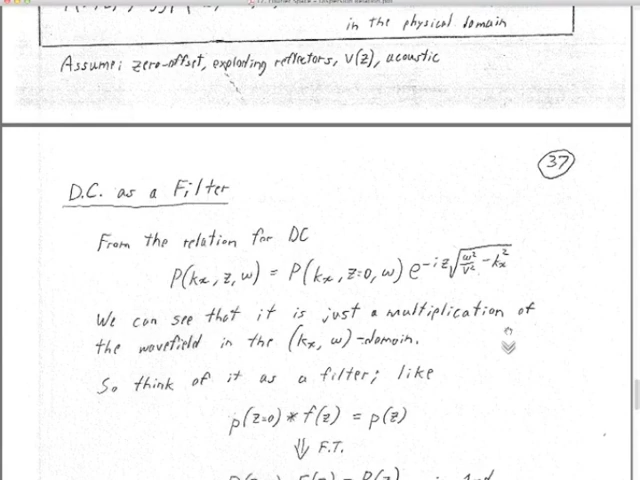 in the physical domain
Assume: zero-offset, exploding reflectors, V(z), acoustic
37
D.C. as a Filter
From the relation for DC
P(kx, z, ω) = P(kx, z=0, ω) e^-iz√(ω²/V² - kx²)
We can see that it is just a multiplication of
the wavefield in the (kx, ω)-domain.
So think of it as a filter; like
p(z=0) * f(z) = p(z)
⇓ F.T.